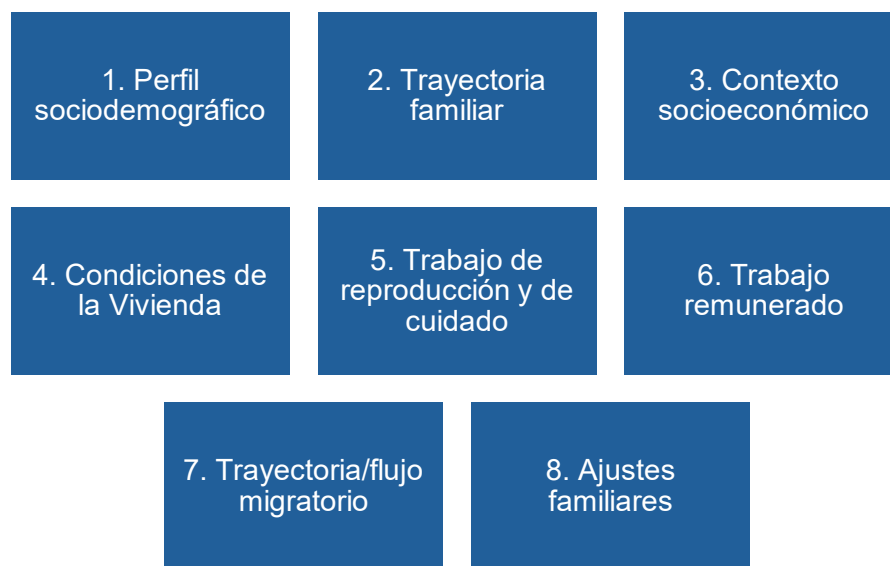 1. Perfil
sociodemográfico
2. Trayectoria
familiar
3. Contexto
socioeconómico
4. Condiciones de
la Vivienda
5. Trabajo de
reproducción y de
cuidado
6. Trabajo
remunerado
7. Trayectoria/flujo
migratorio
8. Ajustes
familiares